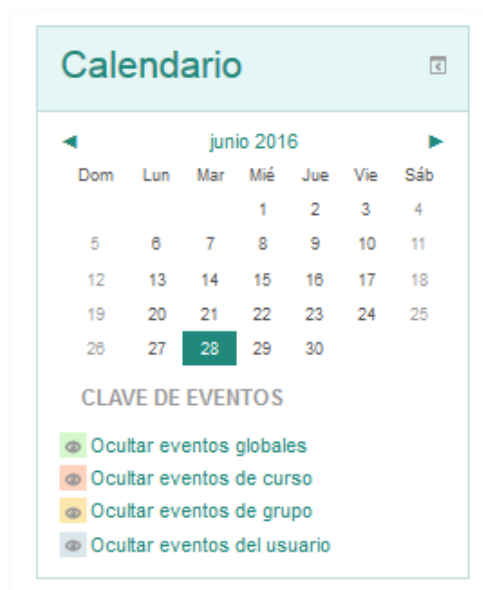 Calendario
junio 2016
Dom Lun Mar Mié Jue Vie Sáb
1 2 3 4
5 6 7 8 9 10 11
12 13 14 15 16 17 18
19 20 21 22 23 24 25
26 27 28 29 30
CLAVE DE EVENTOS
Ocultar eventos globales
Ocultar eventos de curso
Ocultar eventos de grupo
Ocultar eventos del usuario